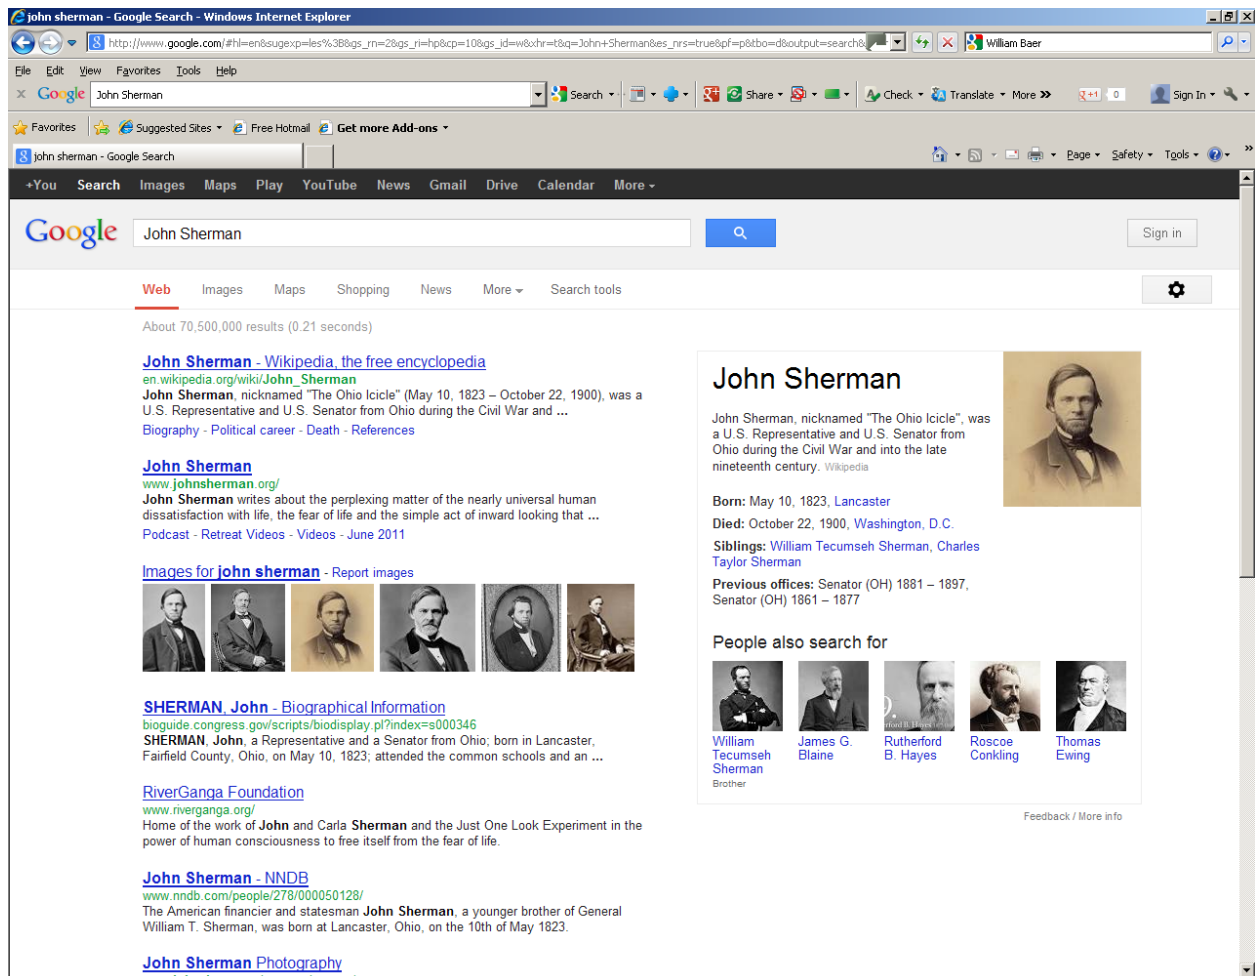 john sherman - Google Search - Windows Internet Explorer
http://www.google.com/#hl=en&sugexp=les%3B&gs_rn=2&gs_ri=hp&cp=10&gs_id=w&xhr=t&q=John+Sherman&es_nrs=true&pf=p&tbo=d&output=search&
William Baer
File Edit View Favorites Tools Help
x Google John Sherman Search Share Check Translate More >> +1 0 Sign In
Favorites Suggested Sites Free Hotmail Get more Add-ons
john sherman - Google Search Page Safety Tools >>
+You Search Images Maps Play YouTube News Gmail Drive Calendar More
Google John Sherman Sign in
Web Images Maps Shopping News More Search tools
About 70,500,000 results (0.21 seconds)
John Sherman - Wikipedia, the free encyclopedia
en.wikipedia.org/wiki/John_Sherman
John Sherman, nicknamed "The Ohio Icicle" (May 10, 1823 – October 22, 1900), was a
U.S. Representative and U.S. Senator from Ohio during the Civil War and ...
Biography - Political career - Death - References
John Sherman
www.johnsherman.org/
John Sherman writes about the perplexing matter of the nearly universal human
dissatisfaction with life, the fear of life and the simple act of inward looking that ...
Podcast - Retreat Videos - Videos - June 2011
Images for john sherman - Report images
SHERMAN, John - Biographical Information
bioguide.congress.gov/scripts/biodisplay.pl?index=s000346
SHERMAN, John, a Representative and a Senator from Ohio; born in Lancaster,
Fairfield County, Ohio, on May 10, 1823; attended the common schools and an ...
RiverGanga Foundation
www.riverganga.org/
Home of the work of John and Carla Sherman and the Just One Look Experiment in the
power of human consciousness to free itself from the fear of life.
John Sherman - NNDB
www.nndb.com/people/278/000050128/
The American financier and statesman John Sherman, a younger brother of General
William T. Sherman, was born at Lancaster, Ohio, on the 10th of May 1823.
John Sherman Photography
John Sherman
John Sherman, nicknamed "The Ohio Icicle", was
a U.S. Representative and U.S. Senator from
Ohio during the Civil War and into the late
nineteenth century. Wikipedia
Born: May 10, 1823, Lancaster
Died: October 22, 1900, Washington, D.C.
Siblings: William Tecumseh Sherman, Charles
Taylor Sherman
Previous offices: Senator (OH) 1881 – 1897,
Senator (OH) 1861 – 1877
People also search for
William Tecumseh Sherman
Brother
James G. Blaine
Rutherford B. Hayes
Roscoe Conkling
Thomas Ewing
Feedback / More info